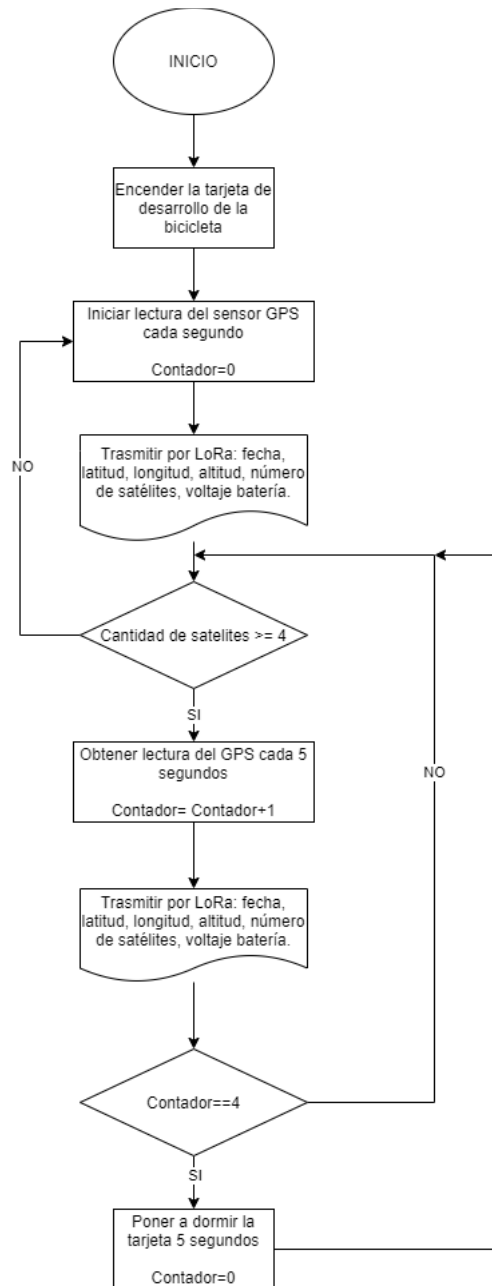 INICIO
Encender la tarjeta de
desarrollo de la
bicicleta
Iniciar lectura del sensor GPS
cada segundo
Contador=0
Trasmitir por LoRa: fecha,
latitud, longitud, altitud, número
de satélites, voltaje batería.
NO
Cantidad de satelites >= 4
SI
Obtener lectura del GPS cada 5
segundos
Contador= Contador+1
NO
Trasmitir por LoRa: fecha,
latitud, longitud, altitud, número
de satélites, voltaje batería.
Contador==4
SI
Poner a dormir la
tarjeta 5 segundos
Contador=0